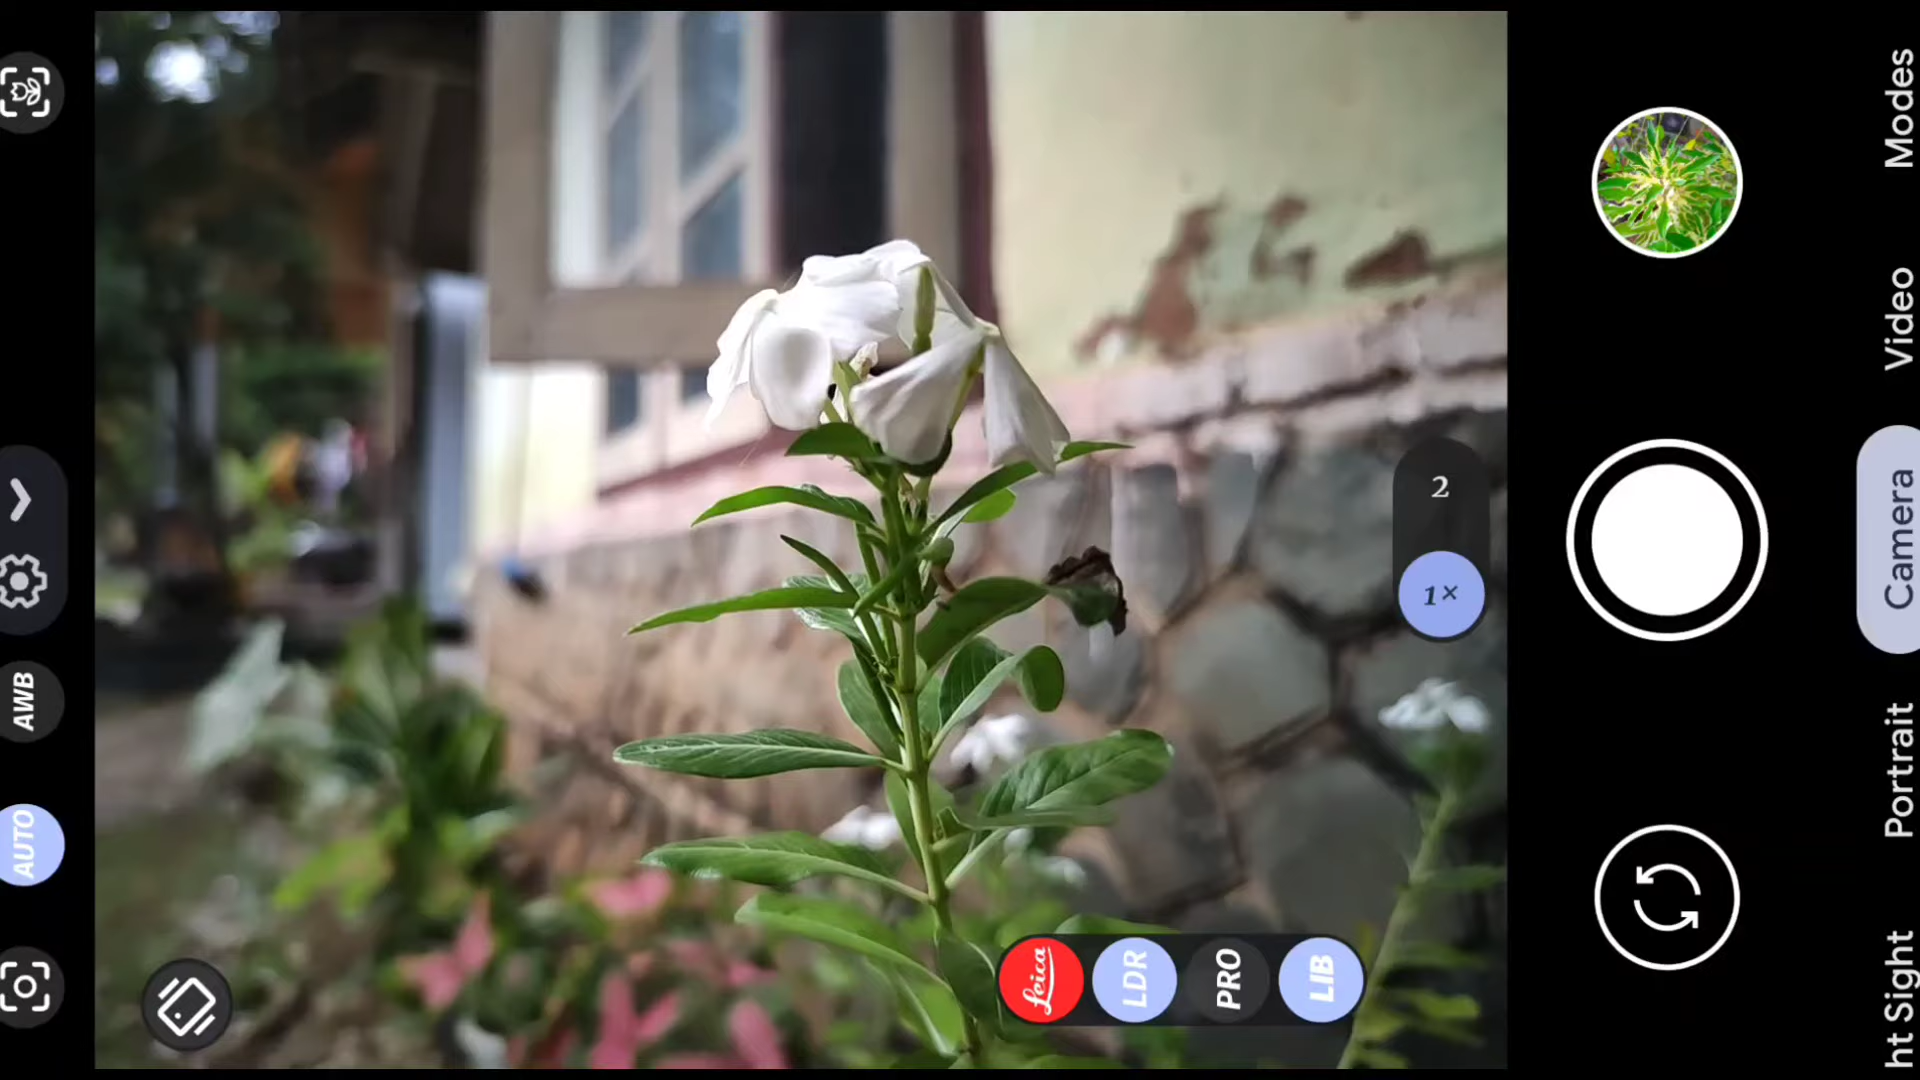 AWB
AUTO
2
1×
Leica
LDR
PRO
LIB
Modes
Video
Camera
Portrait
ht Sight